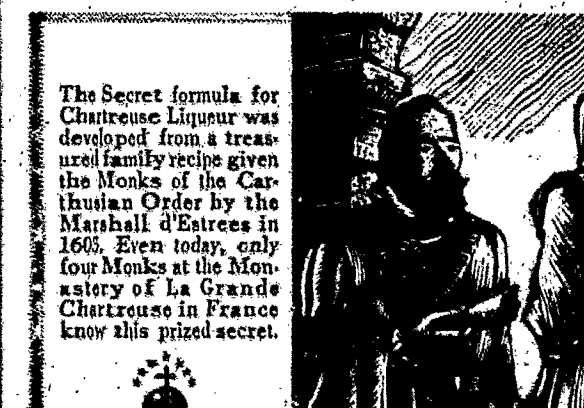 The Secret formula for
Chartreuse Liqueur was
developed from a treas-
ured family recipe given
the Monks of the Car-
thusian Order by the
Marshall d'Estrees in
1605. Even today, only
four Monks at the Mon-
astery of La Grande
Chartreuse in France
know this prized secret.